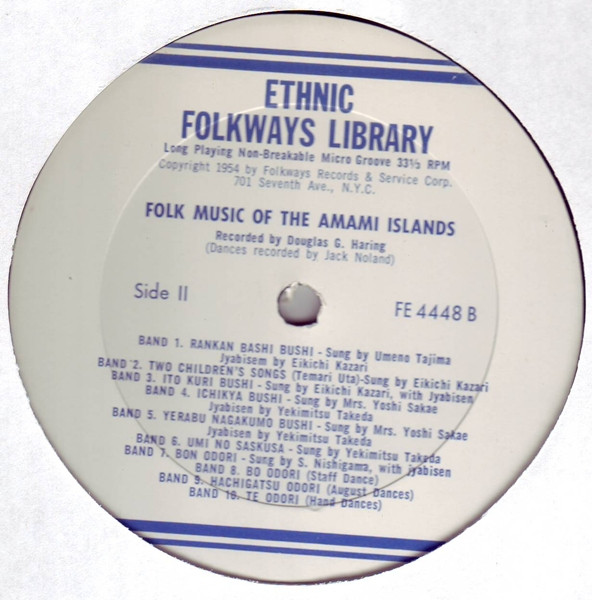 ETHNIC
FOLKWAYS LIBRARY
Long Playing Non-Breakable Micro Groove 33⅓ RPM
Copyright 1954 by Folkways Records & Service Corp.
701 Seventh Ave., N.Y.C.
FOLK MUSIC OF THE AMAMI ISLANDS
Recorded by Douglas G. Haring
(Dances recorded by Jack Noland)
Side II
FE 4448 B
BAND 1. RANKAN BASHI BUSHI - Sung by Umeno Tajima
Jyabisem by Eikichi Kazari
BAND 2. TWO CHILDREN'S SONGS (Temari Uta)-Sung by Eikichi Kazari
BAND 3. ITO KURI BUSHI - Sung by Eikichi Kazari, with Jyabisen
BAND 4. ICHIKYA BUSHI - Sung by Mrs. Yoshi Sakae
Jyabisen by Yekimitsu Takeda
BAND 5. YERABU NAGAKUMO BUSHI - Sung by Mrs. Yoshi Sakae
Jyabisen by Yekimitsu Takeda
BAND 6. UMI NO SASKUSA - Sung by Yekimitsu Takeda
BAND 7. BON ODORI - Sung by S. Nishigama, with jyabisen
BAND 8. BO ODORI (Staff Dance)
BAND 9. HACHIGATSU ODORI (August Dances)
BAND 10. TE ODORI (Hand Dances)